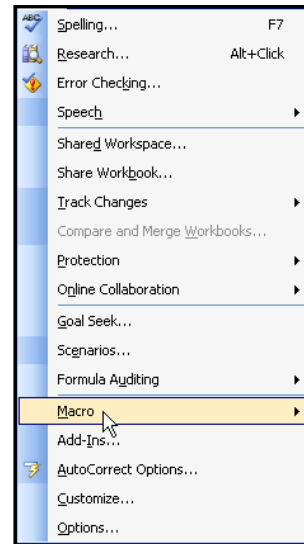 ABC
Spelling... F7
Research... Alt+Click
Error Checking...
Speech
Shared Workspace...
Share Workbook...
Track Changes
Compare and Merge Workbooks...
Protection
Online Collaboration
Goal Seek...
Scenarios...
Formula Auditing
Macro
Add-Ins...
AutoCorrect Options...
Customize...
Options...